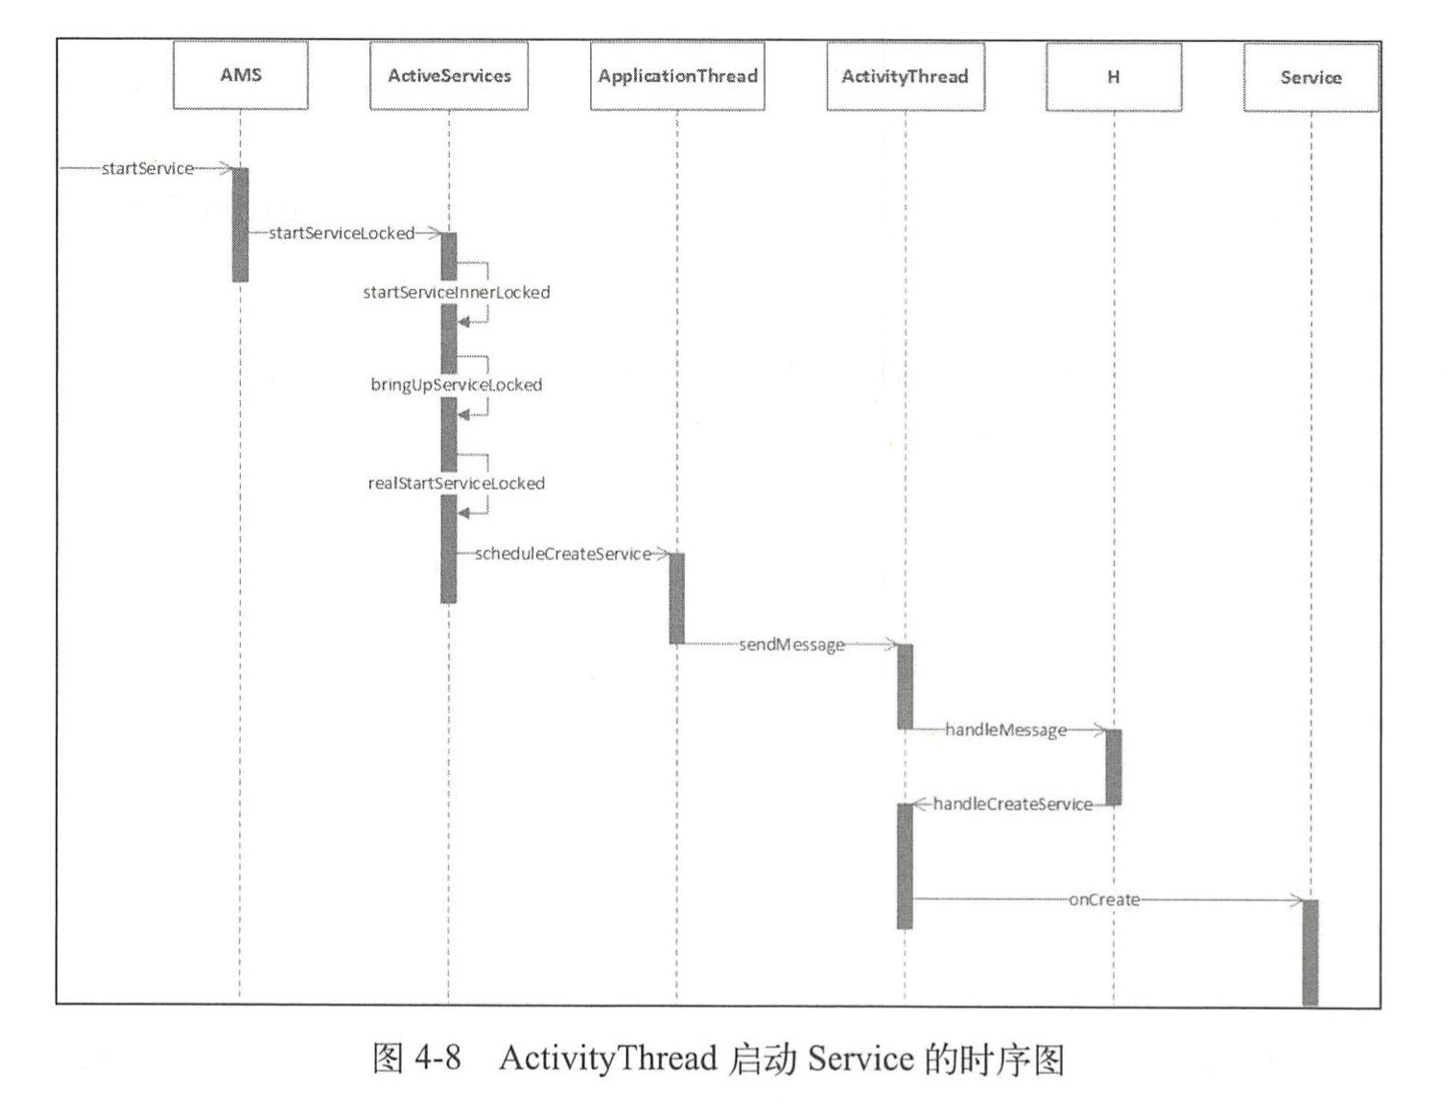 AMS
ActiveServices
ApplicationThread
ActivityThread
H
Service
startService
startServiceLocked
startServiceInnerLocked
bringUpServiceLocked
realStartServiceLocked
scheduleCreateService
sendMessage
handleMessage
handleCreateService
onCreate
图 4-8 ActivityThread 启动 Service 的时序图